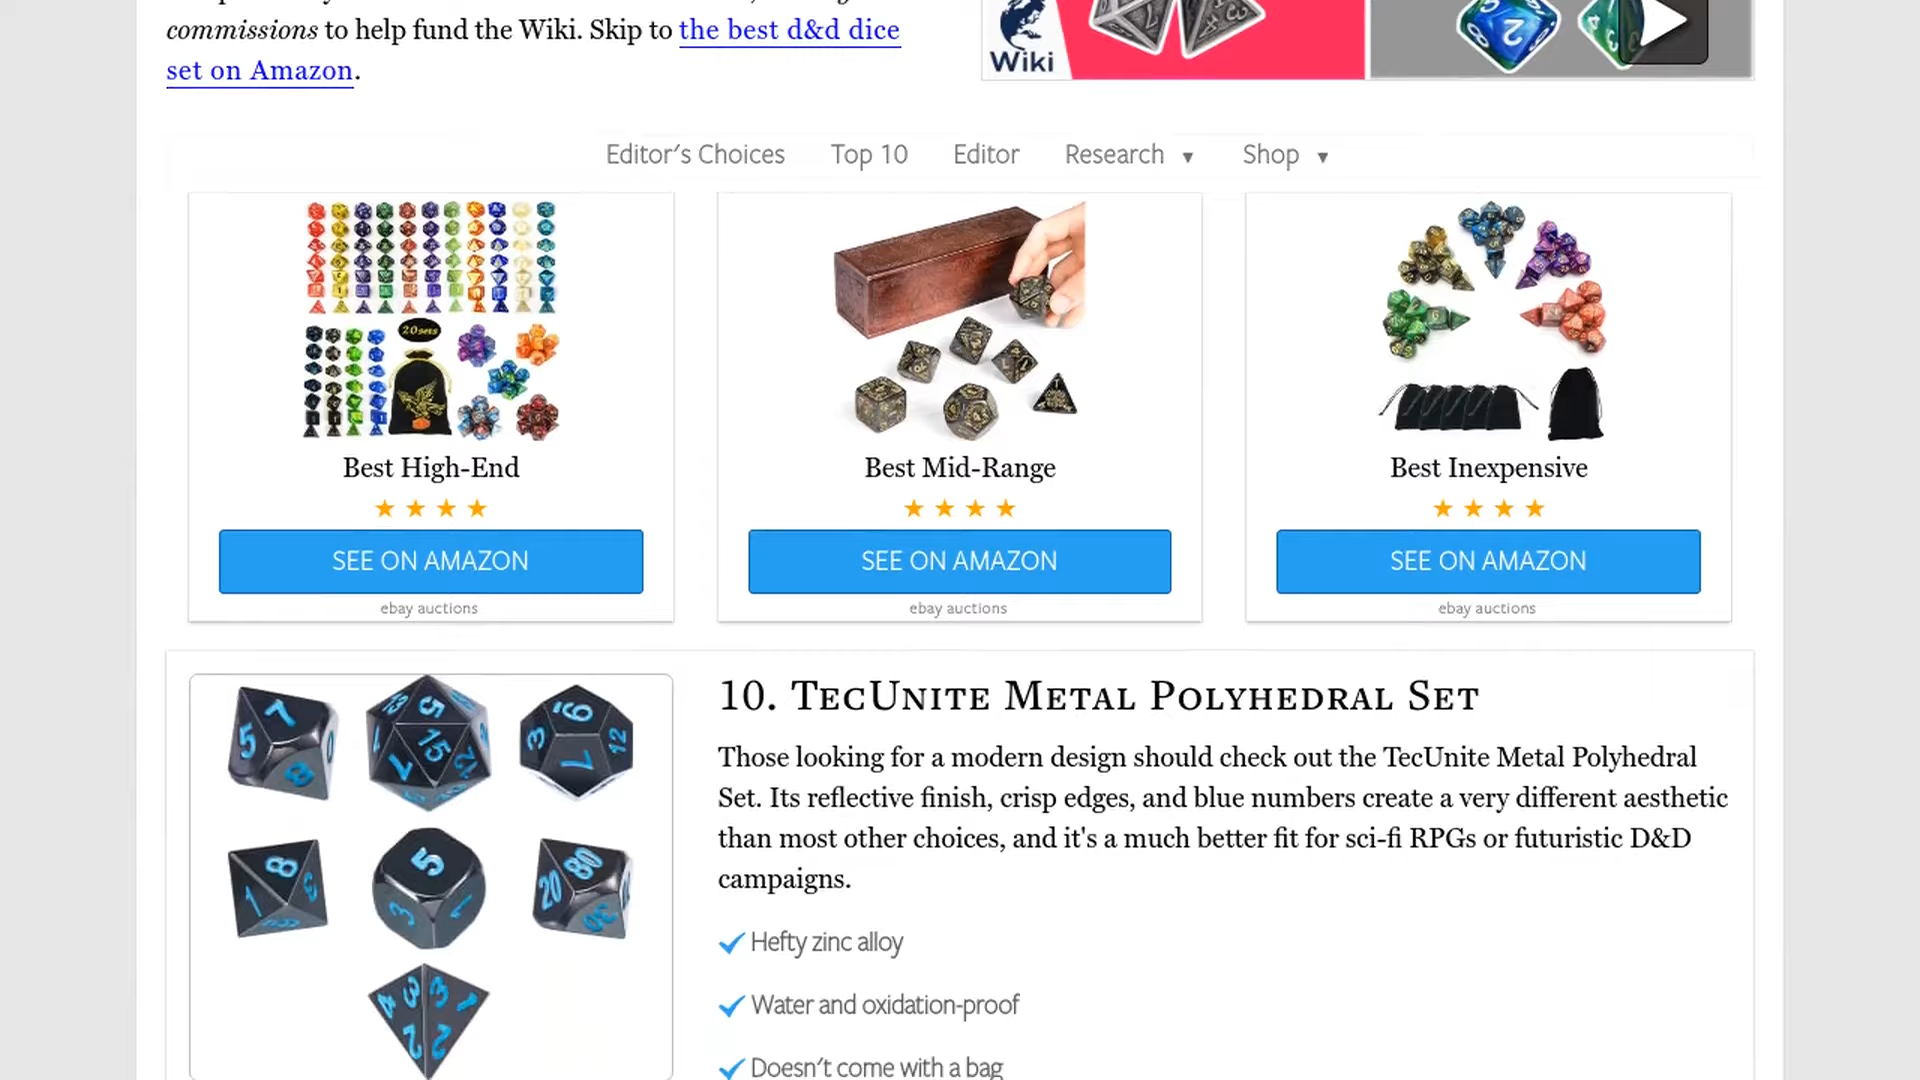 commissions to help fund the Wiki. Skip to the best d&d dice
set on Amazon.
Wiki
Editor's Choices Top 10 Editor Research ▼ Shop ▼
20sets
Best High-End
★ ★ ★ ★
SEE ON AMAZON
ebay auctions
Best Mid-Range
★ ★ ★ ★
SEE ON AMAZON
ebay auctions
Best Inexpensive
★ ★ ★ ★
SEE ON AMAZON
ebay auctions
10. TecUnite Metal Polyhedral Set
Those looking for a modern design should check out the TecUnite Metal Polyhedral
Set. Its reflective finish, crisp edges, and blue numbers create a very different aesthetic
than most other choices, and it's a much better fit for sci-fi RPGs or futuristic D&D
campaigns.
Hefty zinc alloy
Water and oxidation-proof
Doesn't come with a bag